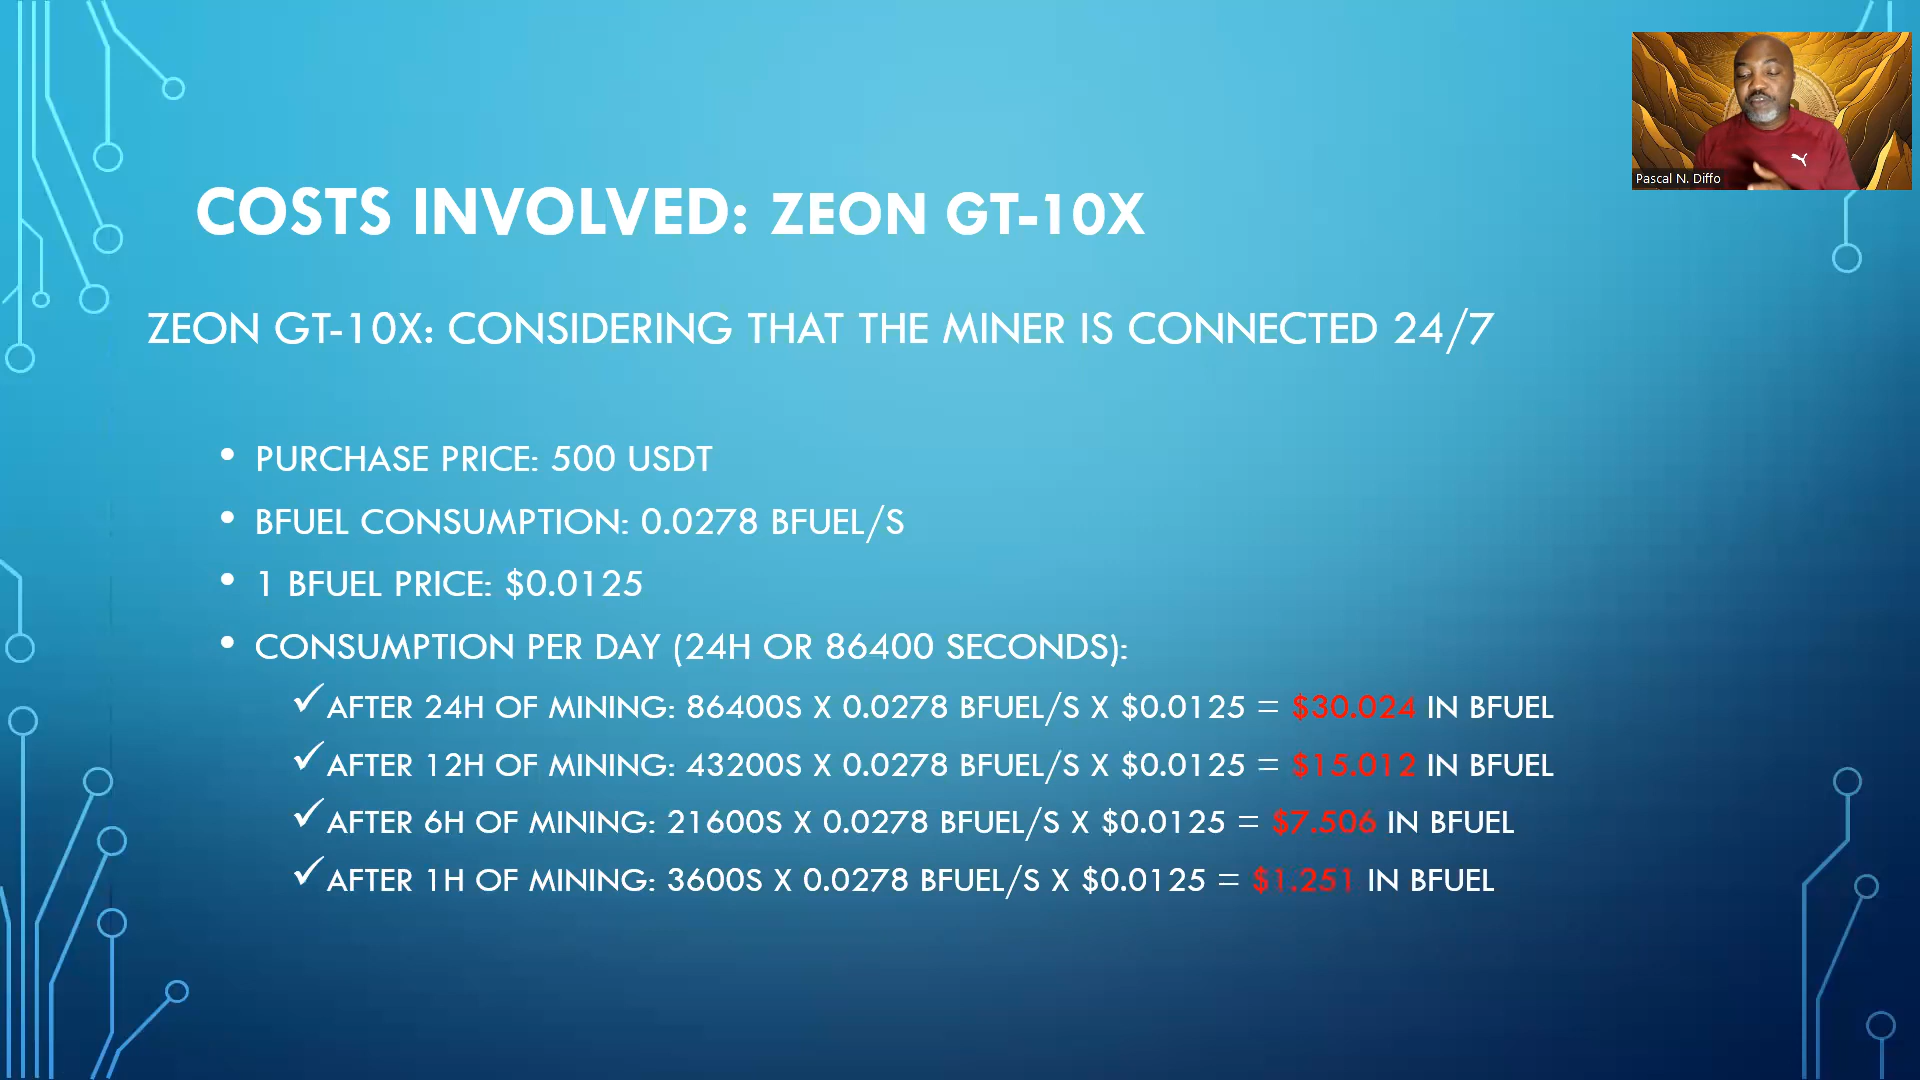 Pascal N. Diffo
COSTS INVOLVED: ZEON GT-10X
ZEON GT-10X: CONSIDERING THAT THE MINER IS CONNECTED 24/7
• PURCHASE PRICE: 500 USDT
• BFUEL CONSUMPTION: 0.0278 BFUEL/S
• 1 BFUEL PRICE: $0.0125
• CONSUMPTION PER DAY (24H OR 86400 SECONDS):
✓AFTER 24H OF MINING: 86400S X 0.0278 BFUEL/S X $0.0125 = $30.024 IN BFUEL
✓AFTER 12H OF MINING: 43200S X 0.0278 BFUEL/S X $0.0125 = $15.012 IN BFUEL
✓AFTER 6H OF MINING: 21600S X 0.0278 BFUEL/S X $0.0125 = $7.506 IN BFUEL
✓AFTER 1H OF MINING: 3600S X 0.0278 BFUEL/S X $0.0125 = $1.251 IN BFUEL